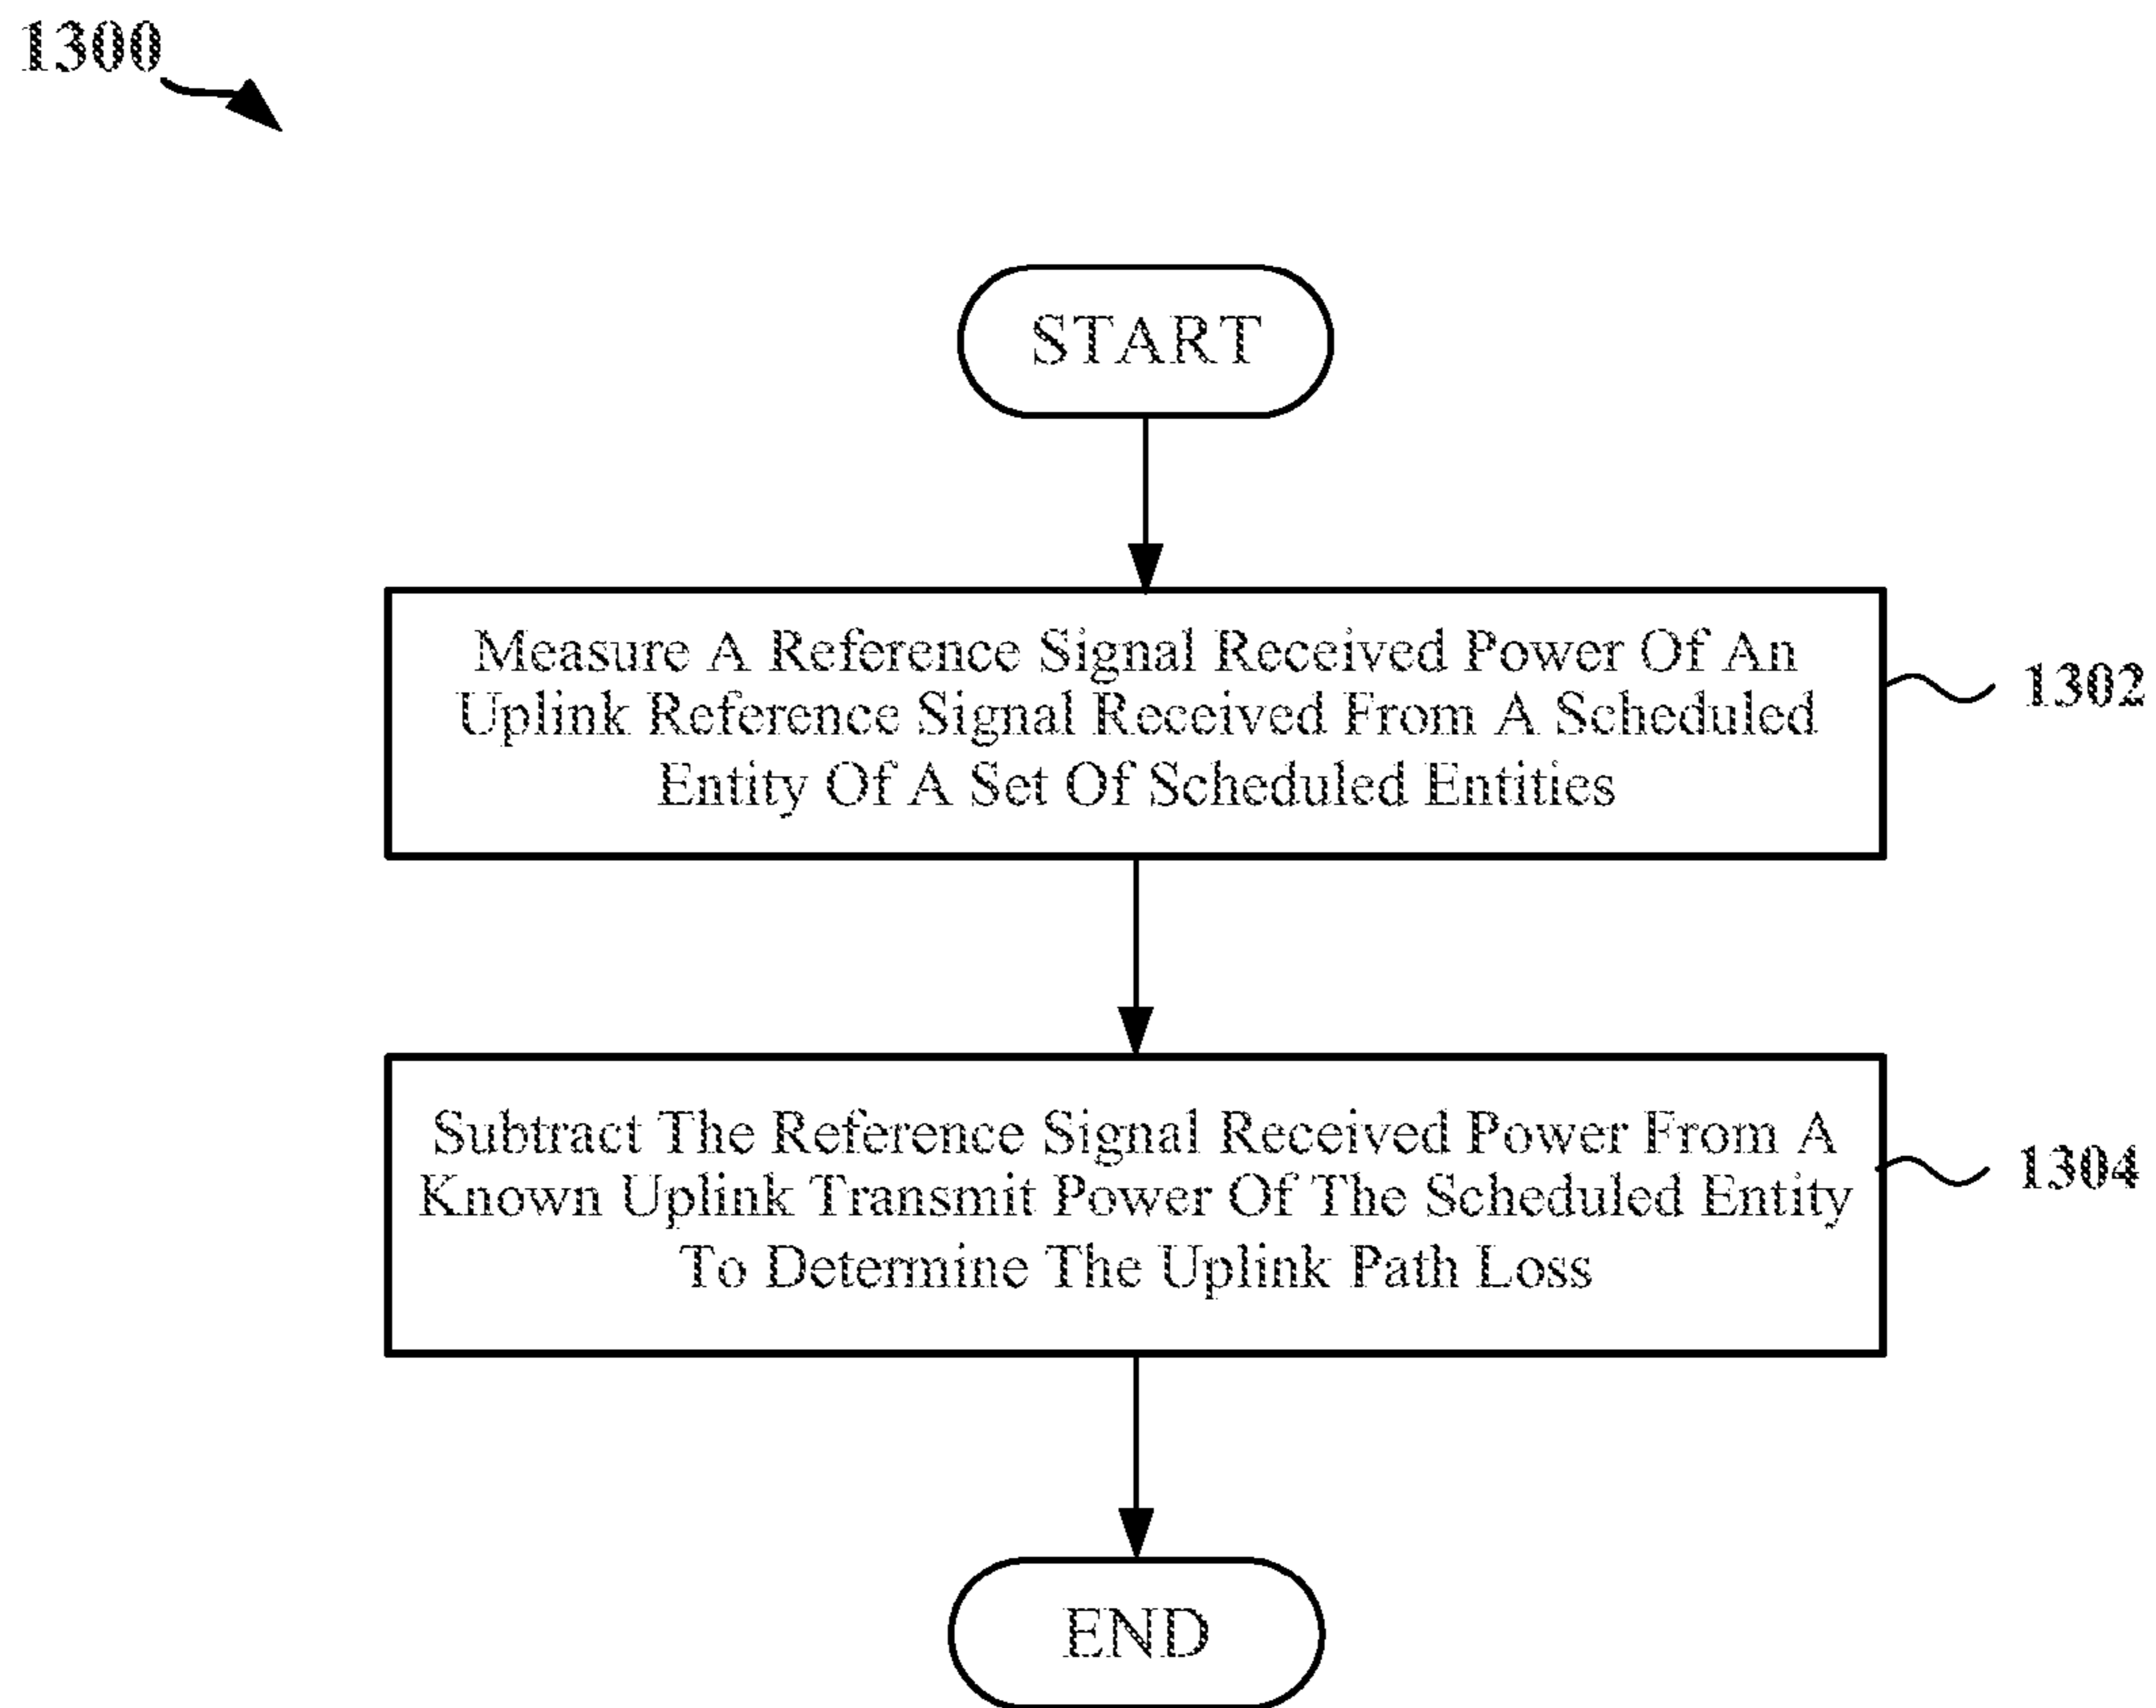 1300
START
Measure A Reference Signal Received Power Of An
Uplink Reference Signal Received From A Scheduled
Entity Of A Set Of Scheduled Entities
1302
Subtract The Reference Signal Received Power From A
Known Uplink Transmit Power Of The Scheduled Entity
To Determine The Uplink Path Loss
1304
END